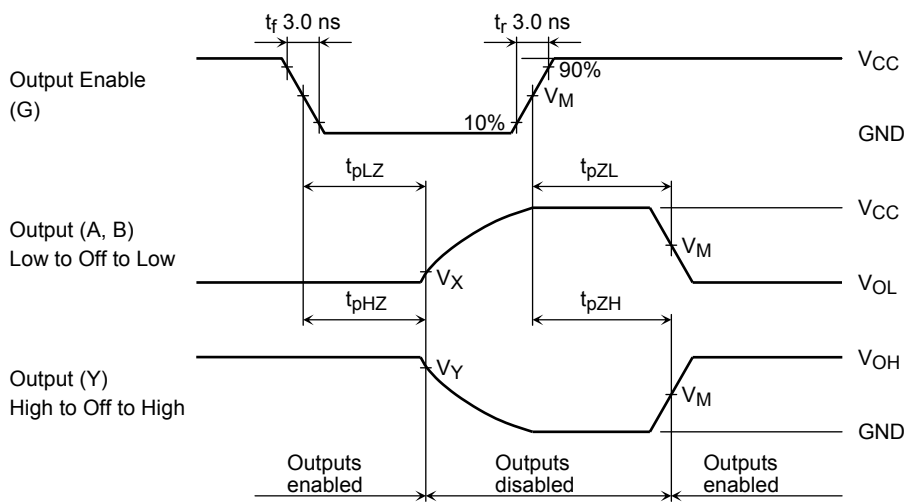 tf 3.0 ns
tr 3.0 ns
Output Enable
(G)
90%
VM
10%
VCC
GND
tpLZ
tpZL
Output (A, B)
Low to Off to Low
VX
VM
VCC
VOL
tpHZ
tpZH
Output (Y)
High to Off to High
VY
VM
VOH
GND
Outputs
enabled
Outputs
disabled
Outputs
enabled